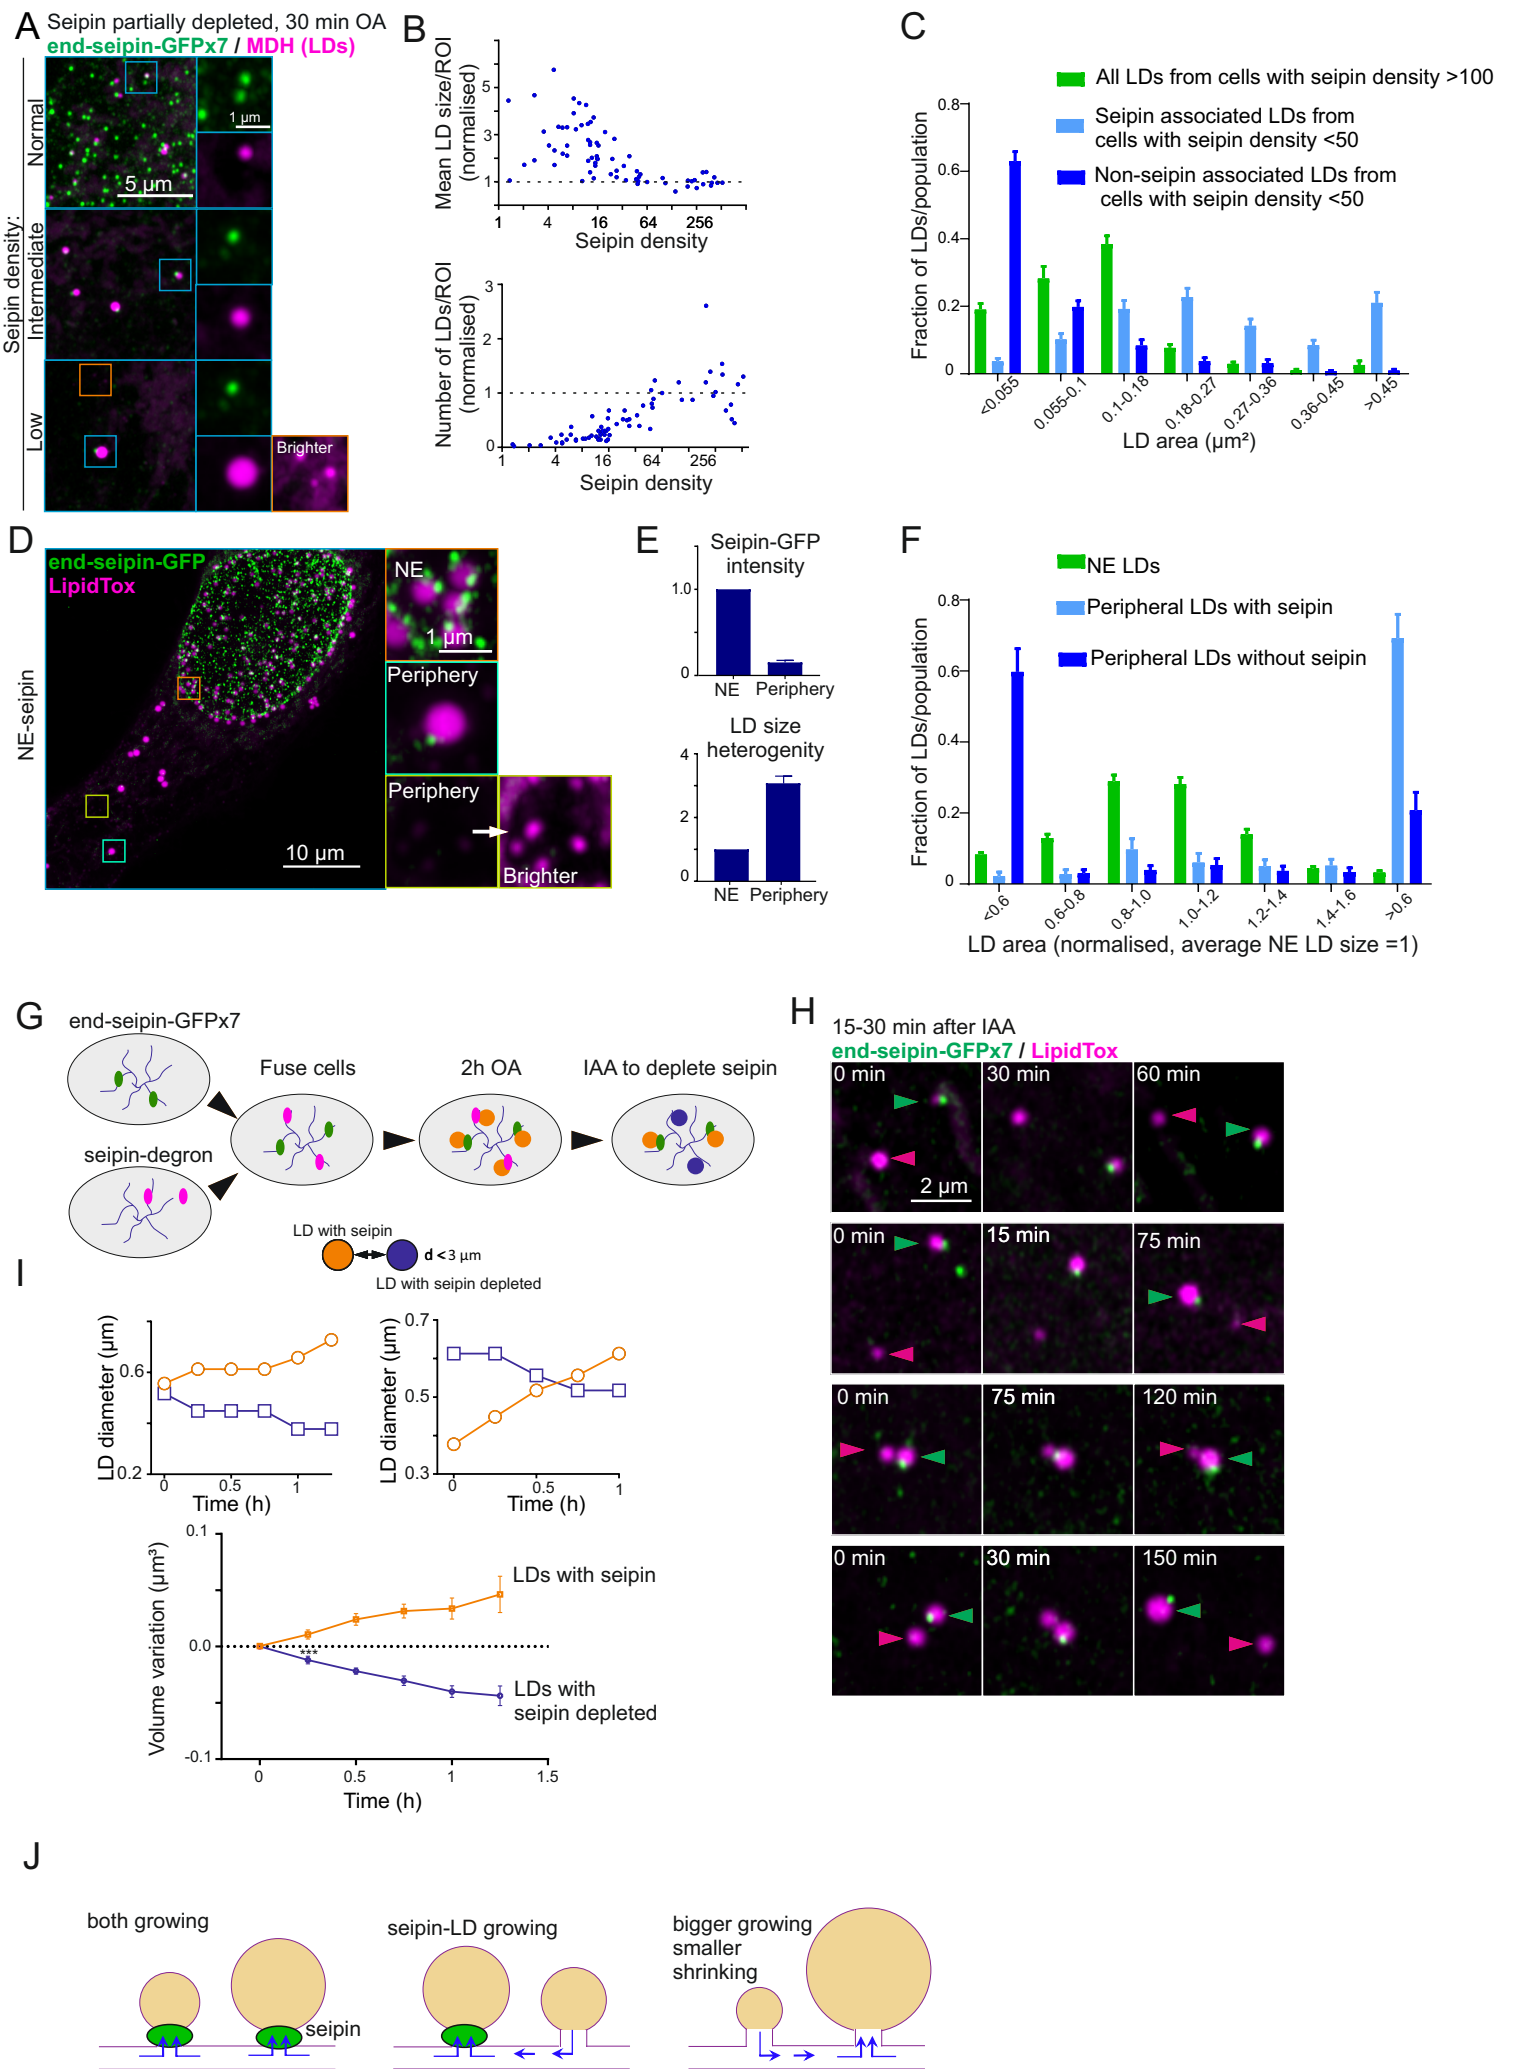 A
Seipin partially depleted, 30 min OA
end-seipin-GFPx7 / MDH (LDs)
Seipin density:
Normal
Intermediate
Low
5 µm
1 µm
Brighter
B
Mean LD size/ROI
(normalised)
5
3
1
1 4 16 64 256
Seipin density
Number of LDs/ROI
(normalised)
3
2
1
0
1 4 16 64 256
Seipin density
C
All LDs from cells with seipin density >100
Seipin associated LDs from
cells with seipin density <50
Non-seipin associated LDs from
cells with seipin density <50
Fraction of LDs/population
0.8
0.6
0.4
0.2
0
<0.055 0.055-0.1 0.1-0.18 0.18-0.27 0.27-0.36 0.36-0.45 >0.45
LD area (µm²)
D
NE-seipin
end-seipin-GFP
LipidTox
10 µm
NE
1 µm
Periphery
Periphery
Brighter
E
Seipin-GFP
intensity
1.0
0
NE Periphery
LD size
heterogenity
4
2
0
NE Periphery
F
NE LDs
Peripheral LDs with seipin
Peripheral LDs without seipin
Fraction of LDs/population
0.8
0.6
0.4
0.2
0
<0.6 0.6-0.8 0.8-1.0 1.0-1.2 1.2-1.4 1.4-1.6 >0.6
LD area (normalised, average NE LD size =1)
G
end-seipin-GFPx7
seipin-degron
Fuse cells
2h OA
IAA to deplete seipin
LD with seipin
d < 3 µm
LD with seipin depleted
H
15-30 min after IAA
end-seipin-GFPx7 / LipidTox
0 min 30 min 60 min
2 µm
0 min 15 min 75 min
0 min 75 min 120 min
0 min 30 min 150 min
I
LD diameter (µm)
0.6
0.2
0 0.5 1
Time (h)
LD diameter (µm)
0.7
0.5
0.3
0 0.5 1
Time (h)
Volume variation (µm³)
0.1
0.0
-0.1
***
LDs with seipin
LDs with
seipin depleted
0 0.5 1 1.5
Time (h)
J
both growing
seipin
seipin-LD growing
bigger growing
smaller
shrinking